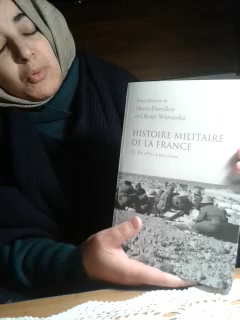 Sous la direction de
Hervé Drévillon
et Olivier Wieviorka
HISTOIRE MILITAIRE
DE LA FRANCE
II. De 1870 à nos jours